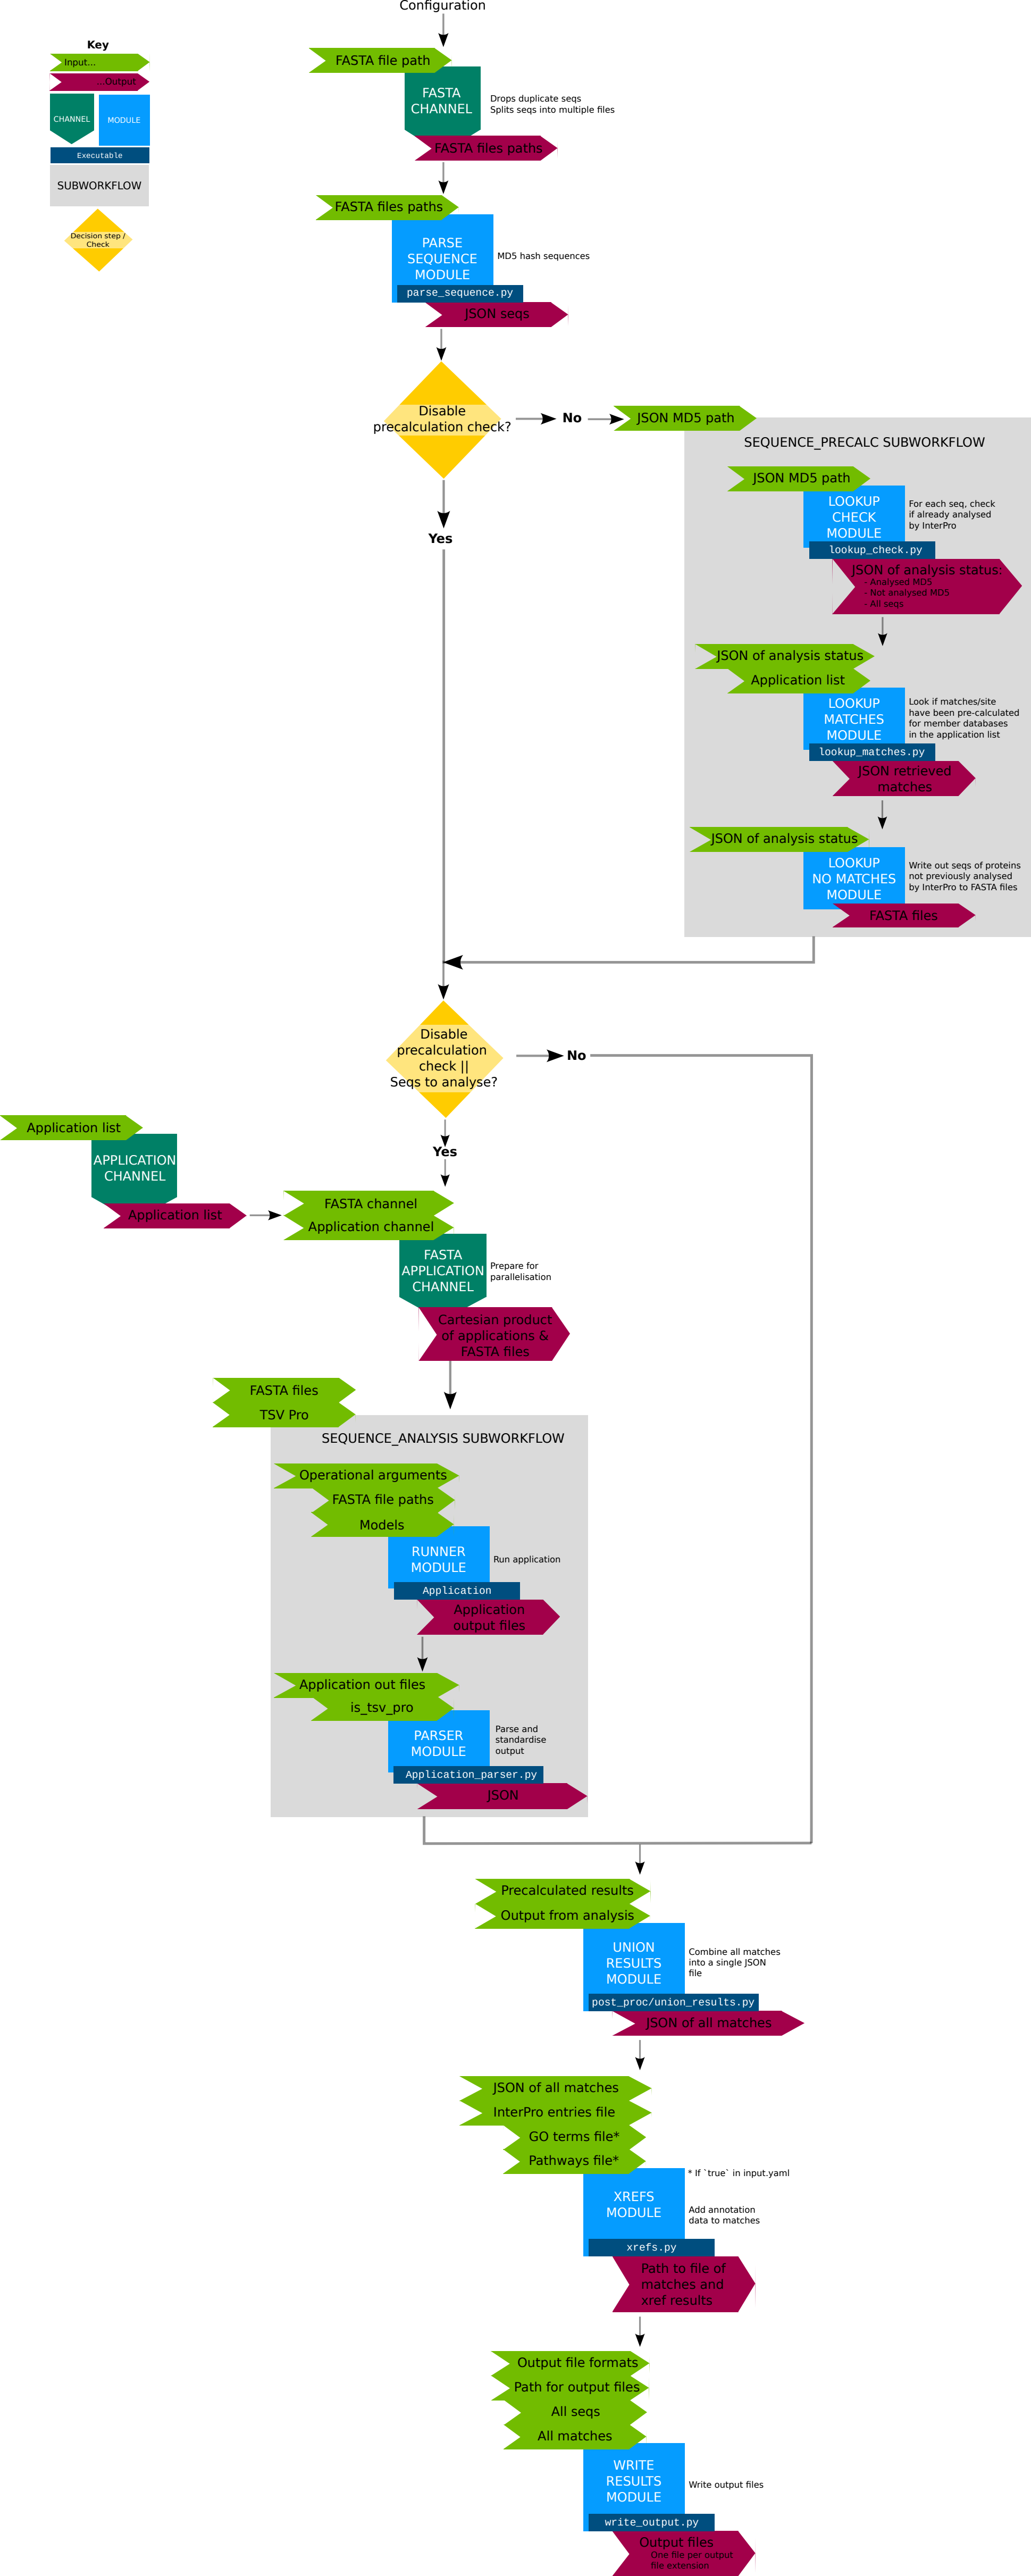 Configuration
Key
Input...
...Output
CHANNEL
MODULE
Executable
SUBWORKFLOW
Decision step /
Check
FASTA file path
FASTA
CHANNEL
Drops duplicate seqs
Splits seqs into multiple files
FASTA files paths
FASTA files paths
PARSE
SEQUENCE
MODULE
MD5 hash sequences
parse_sequence.py
JSON seqs
Disable
precalculation check?
No
JSON MD5 path
SEQUENCE_PRECALC SUBWORKFLOW
JSON MD5 path
LOOKUP
CHECK
MODULE
For each seq, check
if already analysed
by InterPro
lookup_check.py
JSON of analysis status:
- Analysed MD5
- Not analysed MD5
- All seqs
Yes
JSON of analysis status
Application list
LOOKUP
MATCHES
MODULE
Look if matches/site
have been pre-calculated
for member databases
in the application list
lookup_matches.py
JSON retrieved
matches
JSON of analysis status
LOOKUP
NO MATCHES
MODULE
Write out seqs of proteins
not previously analysed
by InterPro to FASTA files
FASTA files
Disable
precalculation
check ||
Seqs to analyse?
No
Yes
Application list
APPLICATION
CHANNEL
Application list
FASTA channel
Application channel
FASTA
APPLICATION
CHANNEL
Prepare for
parallelisation
Cartesian product
of applications &
FASTA files
FASTA files
TSV Pro
SEQUENCE_ANALYSIS SUBWORKFLOW
Operational arguments
FASTA file paths
Models
RUNNER
MODULE
Run application
Application
Application
output files
Application out files
is_tsv_pro
PARSER
MODULE
Parse and
standardise
output
Application_parser.py
JSON
Precalculated results
Output from analysis
UNION
RESULTS
MODULE
Combine all matches
into a single JSON
file
post_proc/union_results.py
JSON of all matches
JSON of all matches
InterPro entries file
GO terms file*
Pathways file*
* If `true` in input.yaml
XREFS
MODULE
Add annotation
data to matches
xrefs.py
Path to file of
matches and
xref results
Output file formats
Path for output files
All seqs
All matches
WRITE
RESULTS
MODULE
Write output files
write_output.py
Output files
One file per output
file extension